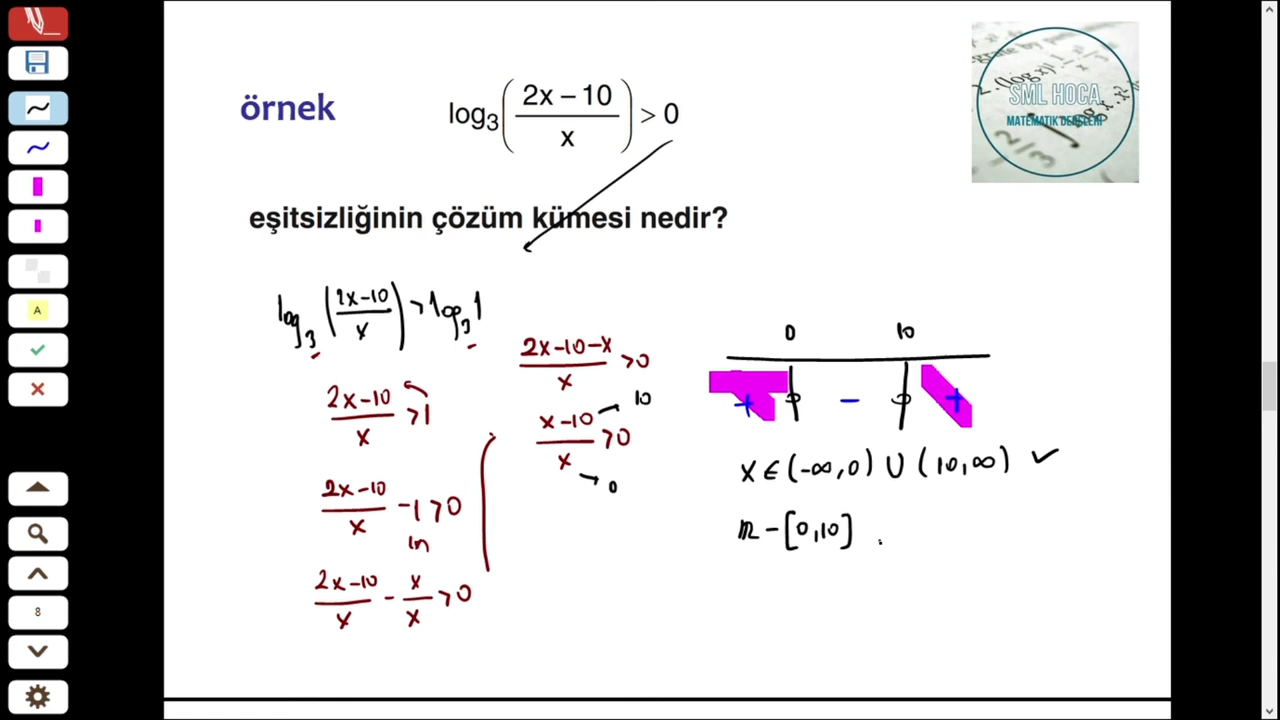 örnek
log3((2x – 10)/x) > 0
SML HOCA
MATEMATİK DERSLERİ
eşitsizliğinin çözüm kümesi nedir?
log3((2x-10)/x) > log3 1
(2x-10)/x > 1
(2x-10)/x - 1 > 0
(x)
(2x-10)/x - x/x > 0
(2x-10-x)/x > 0
(x-10)/x > 0
10
0
0 10
+ - +
x ∈ (-∞, 0) ∪ (10, ∞) ✓
R - [0, 10]
A
8